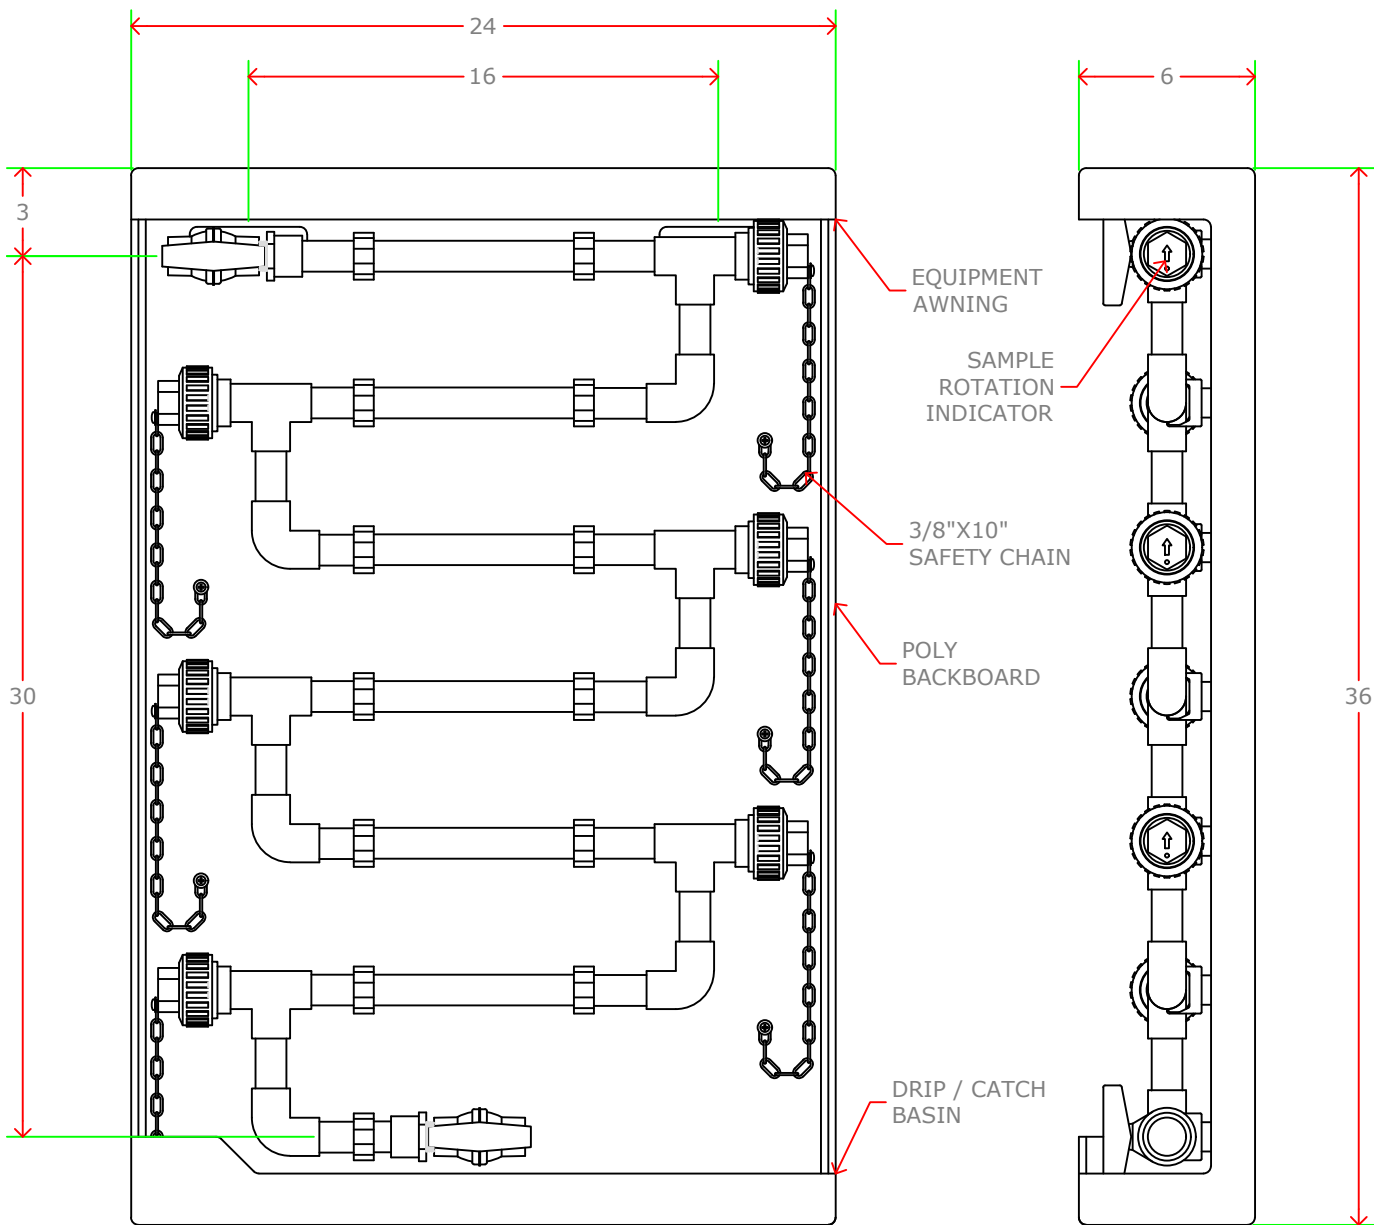 24
16
6
3
EQUIPMENT
AWNING
SAMPLE
ROTATION
INDICATOR
3/8"X10"
SAFETY CHAIN
POLY
BACKBOARD
30
36
DRIP / CATCH
BASIN